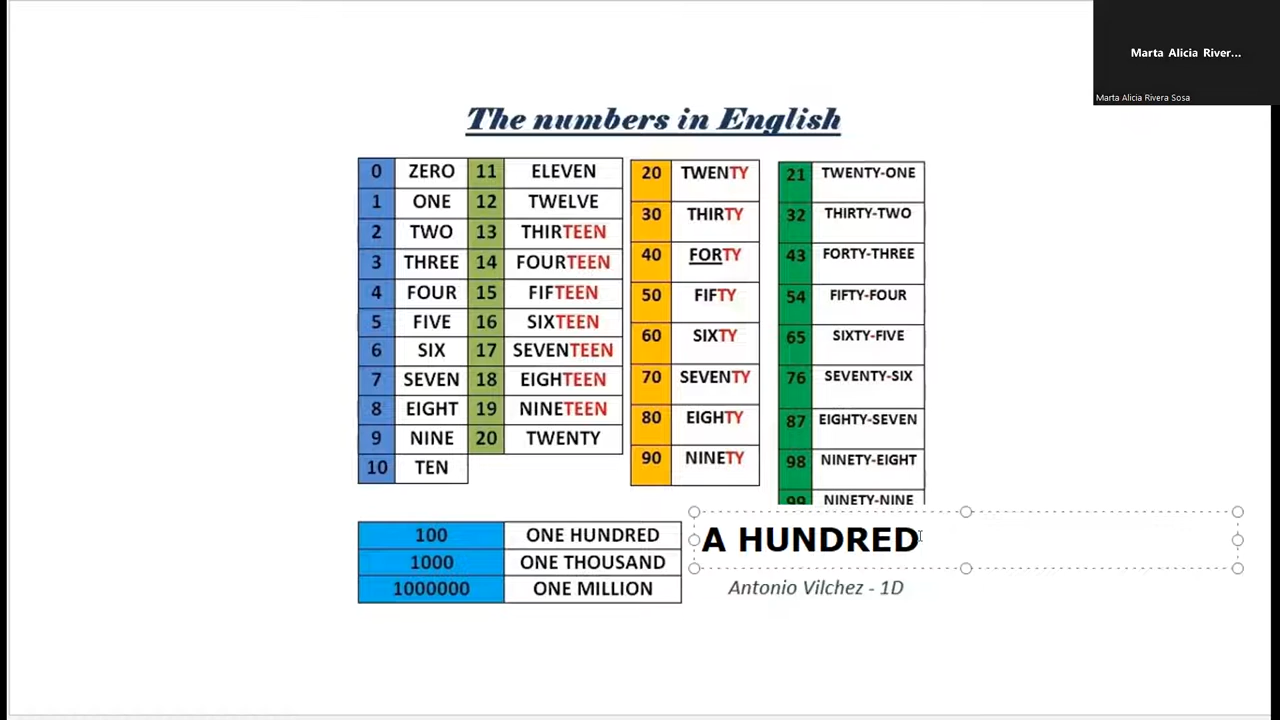 Marta Alicia River...
Marta Alicia Rivera Sosa
The numbers in English
0 ZERO 11 ELEVEN
1 ONE 12 TWELVE
2 TWO 13 THIRTEEN
3 THREE 14 FOURTEEN
4 FOUR 15 FIFTEEN
5 FIVE 16 SIXTEEN
6 SIX 17 SEVENTEEN
7 SEVEN 18 EIGHTEEN
8 EIGHT 19 NINETEEN
9 NINE 20 TWENTY
10 TEN
20 TWENTY
30 THIRTY
40 FORTY
50 FIFTY
60 SIXTY
70 SEVENTY
80 EIGHTY
90 NINETY
21 TWENTY-ONE
32 THIRTY-TWO
43 FORTY-THREE
54 FIFTY-FOUR
65 SIXTY-FIVE
76 SEVENTY-SIX
87 EIGHTY-SEVEN
98 NINETY-EIGHT
99 NINETY-NINE
100 ONE HUNDRED
1000 ONE THOUSAND
1000000 ONE MILLION
A HUNDRED
Antonio Vilchez - 1D